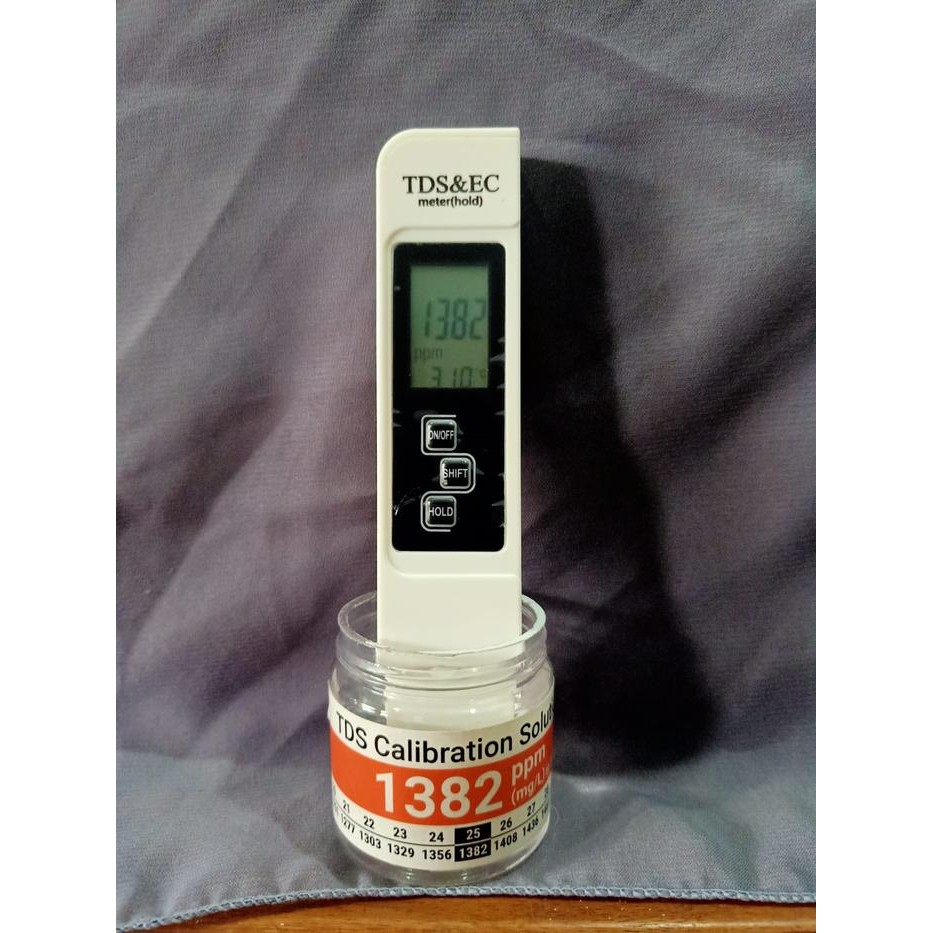 TDS&EC
meter(hold)
1382
ppm
31.0 °C
ON/OFF
SHIFT
HOLD
TDS Calibration
1382 ppm
(mg/L)
21 22 23 24 25 26 27
1277 1303 1329 1356 1382 1408 1436